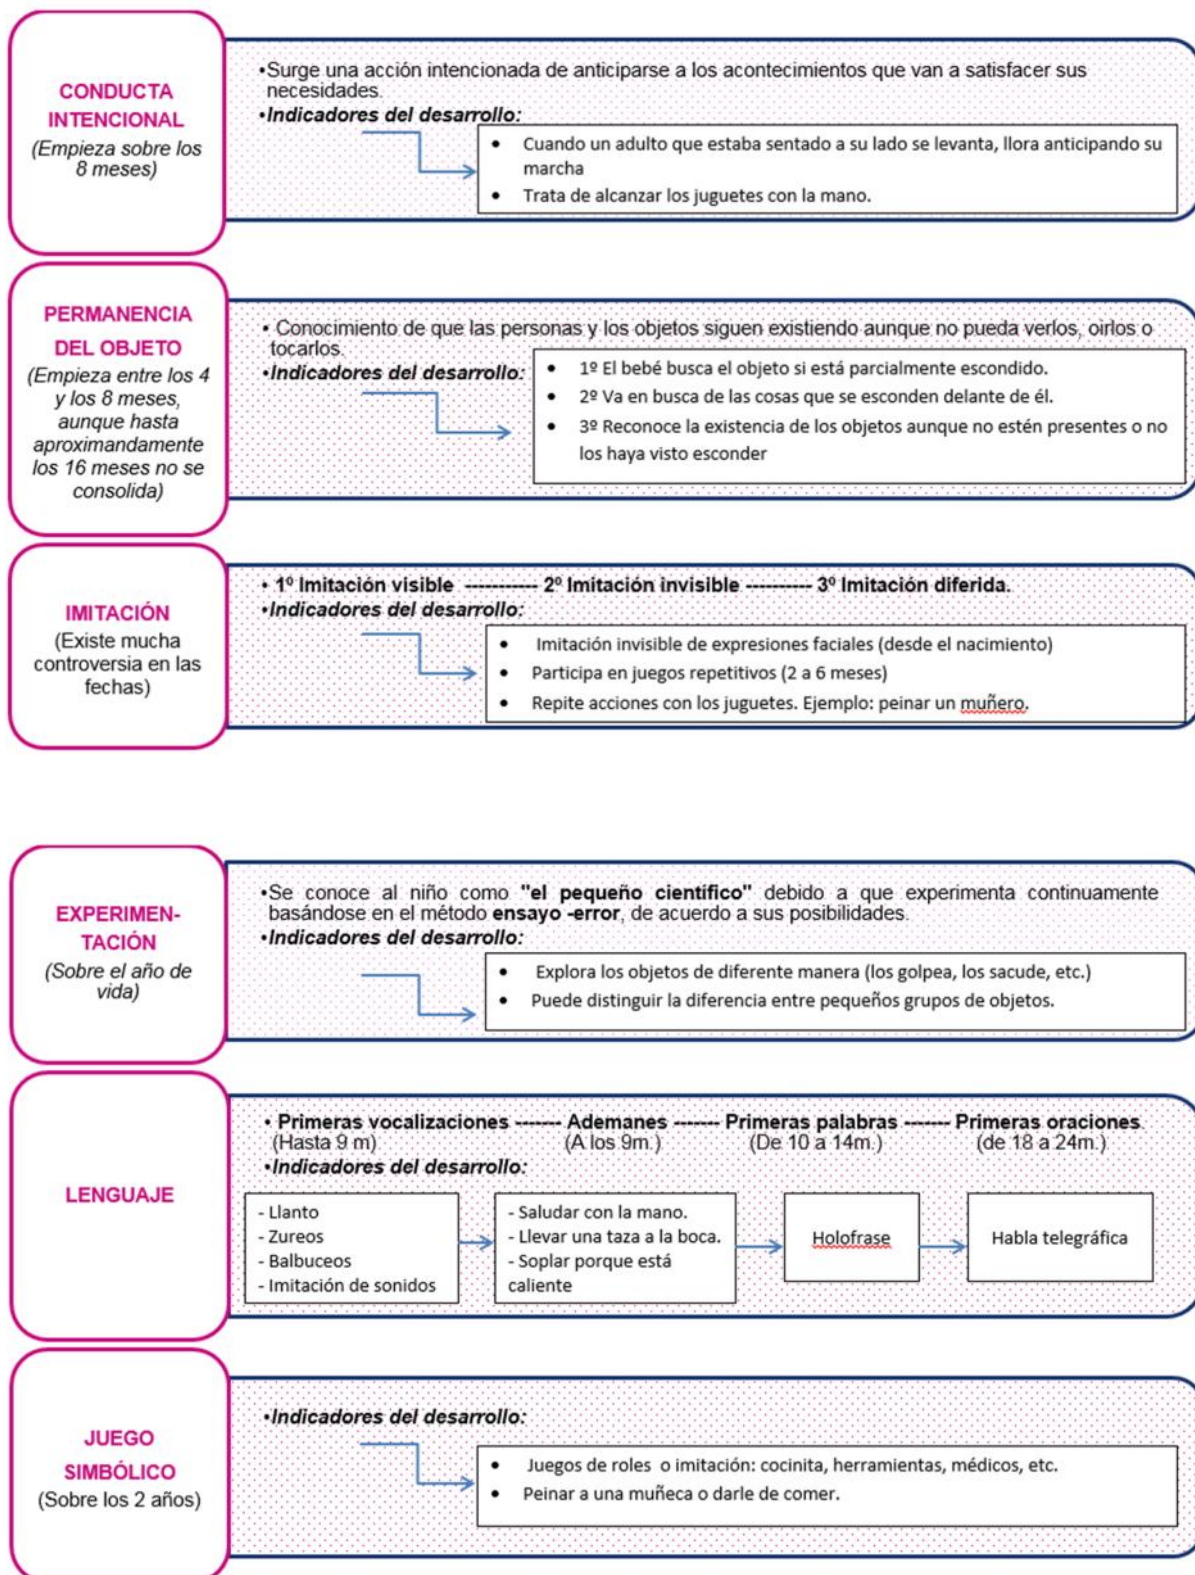 CONDUCTA
INTENCIONAL
(Empieza sobre los
8 meses)
•Surge una acción intencionada de anticiparse a los acontecimientos que van a satisfacer sus
necesidades.
•Indicadores del desarrollo:
• Cuando un adulto que estaba sentado a su lado se levanta, llora anticipando su
marcha
• Trata de alcanzar los juguetes con la mano.
PERMANENCIA
DEL OBJETO
(Empieza entre los 4
y los 8 meses,
aunque hasta
aproximandamente
los 16 meses no se
consolida)
• Conocimiento de que las personas y los objetos siguen existiendo aunque no pueda verlos, oirlos o
tocarlos.
•Indicadores del desarrollo:
• 1º El bebé busca el objeto si está parcialmente escondido.
• 2º Va en busca de las cosas que se esconden delante de él.
• 3º Reconoce la existencia de los objetos aunque no estén presentes o no
los haya visto esconder
IMITACIÓN
(Existe mucha
controversia en las
fechas)
• 1º Imitación visible ----------- 2º Imitación invisible ---------- 3º Imitación diferida.
•Indicadores del desarrollo:
• Imitación invisible de expresiones faciales (desde el nacimiento)
• Participa en juegos repetitivos (2 a 6 meses)
• Repite acciones con los juguetes. Ejemplo: peinar un muñero.
EXPERIMEN-
TACIÓN
(Sobre el año de
vida)
•Se conoce al niño como "el pequeño científico" debido a que experimenta continuamente
basándose en el método ensayo -error, de acuerdo a sus posibilidades.
•Indicadores del desarrollo:
• Explora los objetos de diferente manera (los golpea, los sacude, etc.)
• Puede distinguir la diferencia entre pequeños grupos de objetos.
LENGUAJE
• Primeras vocalizaciones ------- Ademanes ------- Primeras palabras ------- Primeras oraciones.
(Hasta 9 m) (A los 9m.) (De 10 a 14m.) (de 18 a 24m.)
•Indicadores del desarrollo:
- Llanto
- Zureos
- Balbuceos
- Imitación de sonidos
- Saludar con la mano.
- Llevar una taza a la boca.
- Soplar porque está
caliente
Holofrase
Habla telegráfica
JUEGO
SIMBÓLICO
(Sobre los 2 años)
•Indicadores del desarrollo:
• Juegos de roles o imitación: cocinita, herramientas, médicos, etc.
• Peinar a una muñeca o darle de comer.